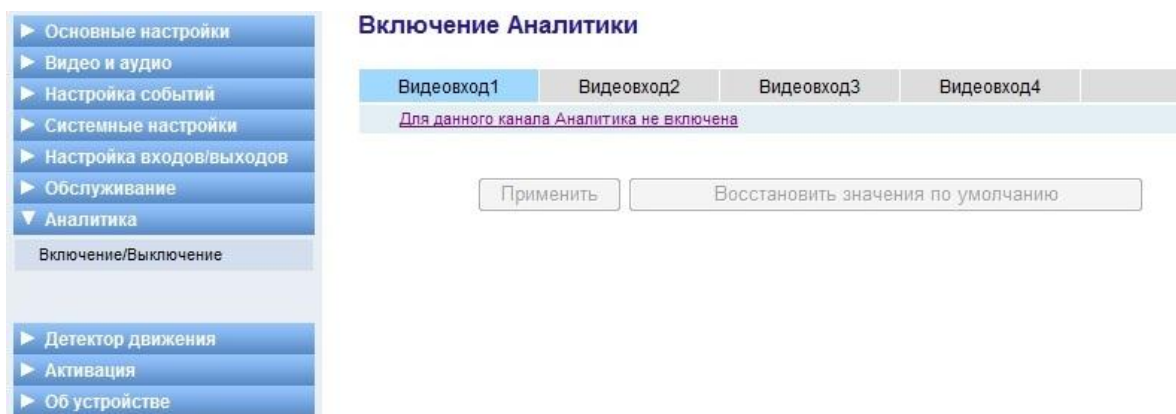 Основные настройки
Видео и аудио
Настройка событий
Системные настройки
Настройка входов/выходов
Обслуживание
Аналитика
Включение/Выключение
Детектор движения
Активация
Об устройстве
Включение Аналитики
Видеовход1 Видеовход2 Видеовход3 Видеовход4
Для данного канала Аналитика не включена
Применить Восстановить значения по умолчанию